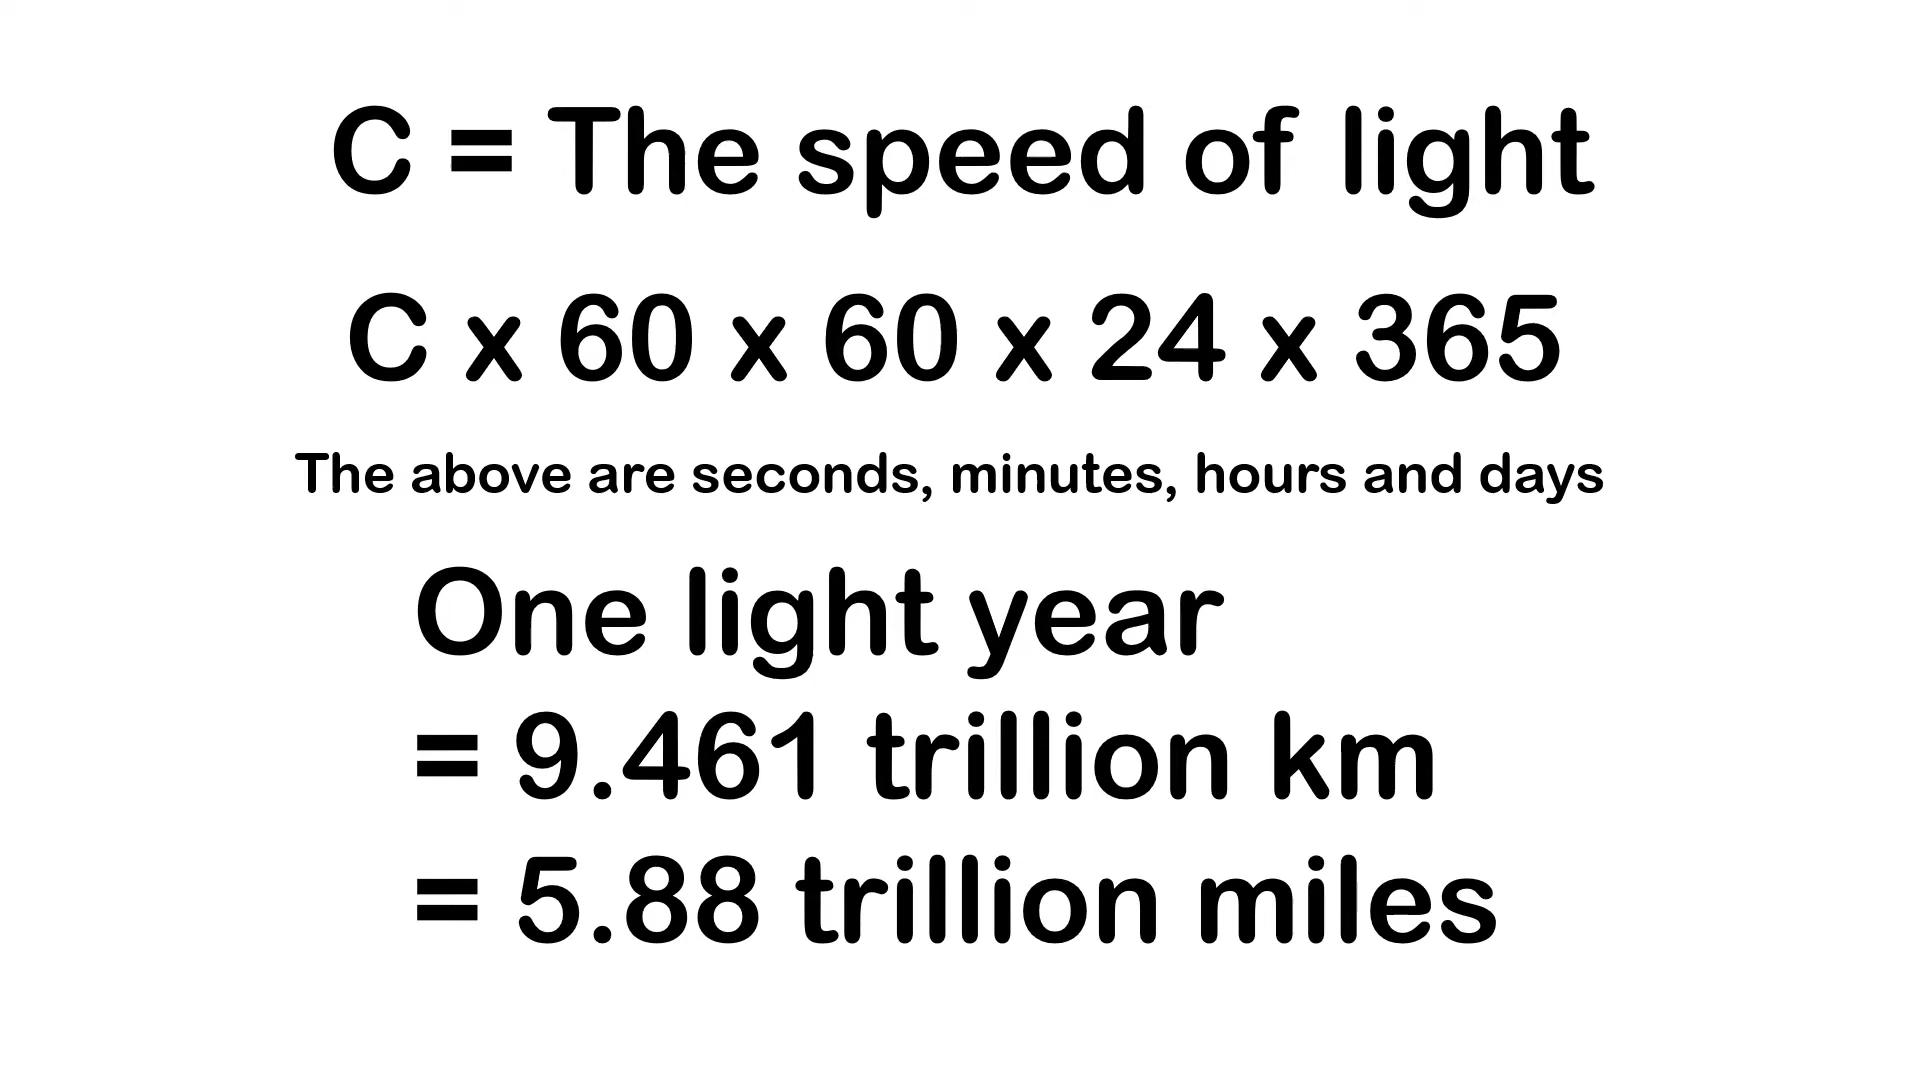 C = The speed of light
C x 60 x 60 x 24 x 365
The above are seconds, minutes, hours and days
One light year
= 9.461 trillion km
= 5.88 trillion miles